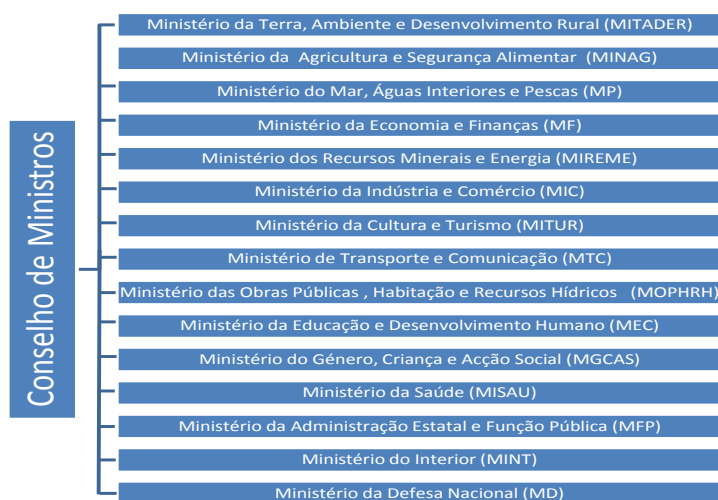 Conselho de Ministros
Ministério da Terra, Ambiente e Desenvolvimento Rural (MITADER)
Ministério da Agricultura e Segurança Alimentar (MINAG)
Ministério do Mar, Águas Interiores e Pescas (MP)
Ministério da Economia e Finanças (MF)
Ministério dos Recursos Minerais e Energia (MIREME)
Ministério da Indústria e Comércio (MIC)
Ministério da Cultura e Turismo (MITUR)
Ministério de Transporte e Comunicação (MTC)
Ministério das Obras Públicas , Habitação e Recursos Hídricos (MOPHRH)
Ministério da Educação e Desenvolvimento Humano (MEC)
Ministério do Género, Criança e Acção Social (MGCAS)
Ministério da Saúde (MISAU)
Ministério da Administração Estatal e Função Pública (MFP)
Ministério do Interior (MINT)
Ministério da Defesa Nacional (MD)